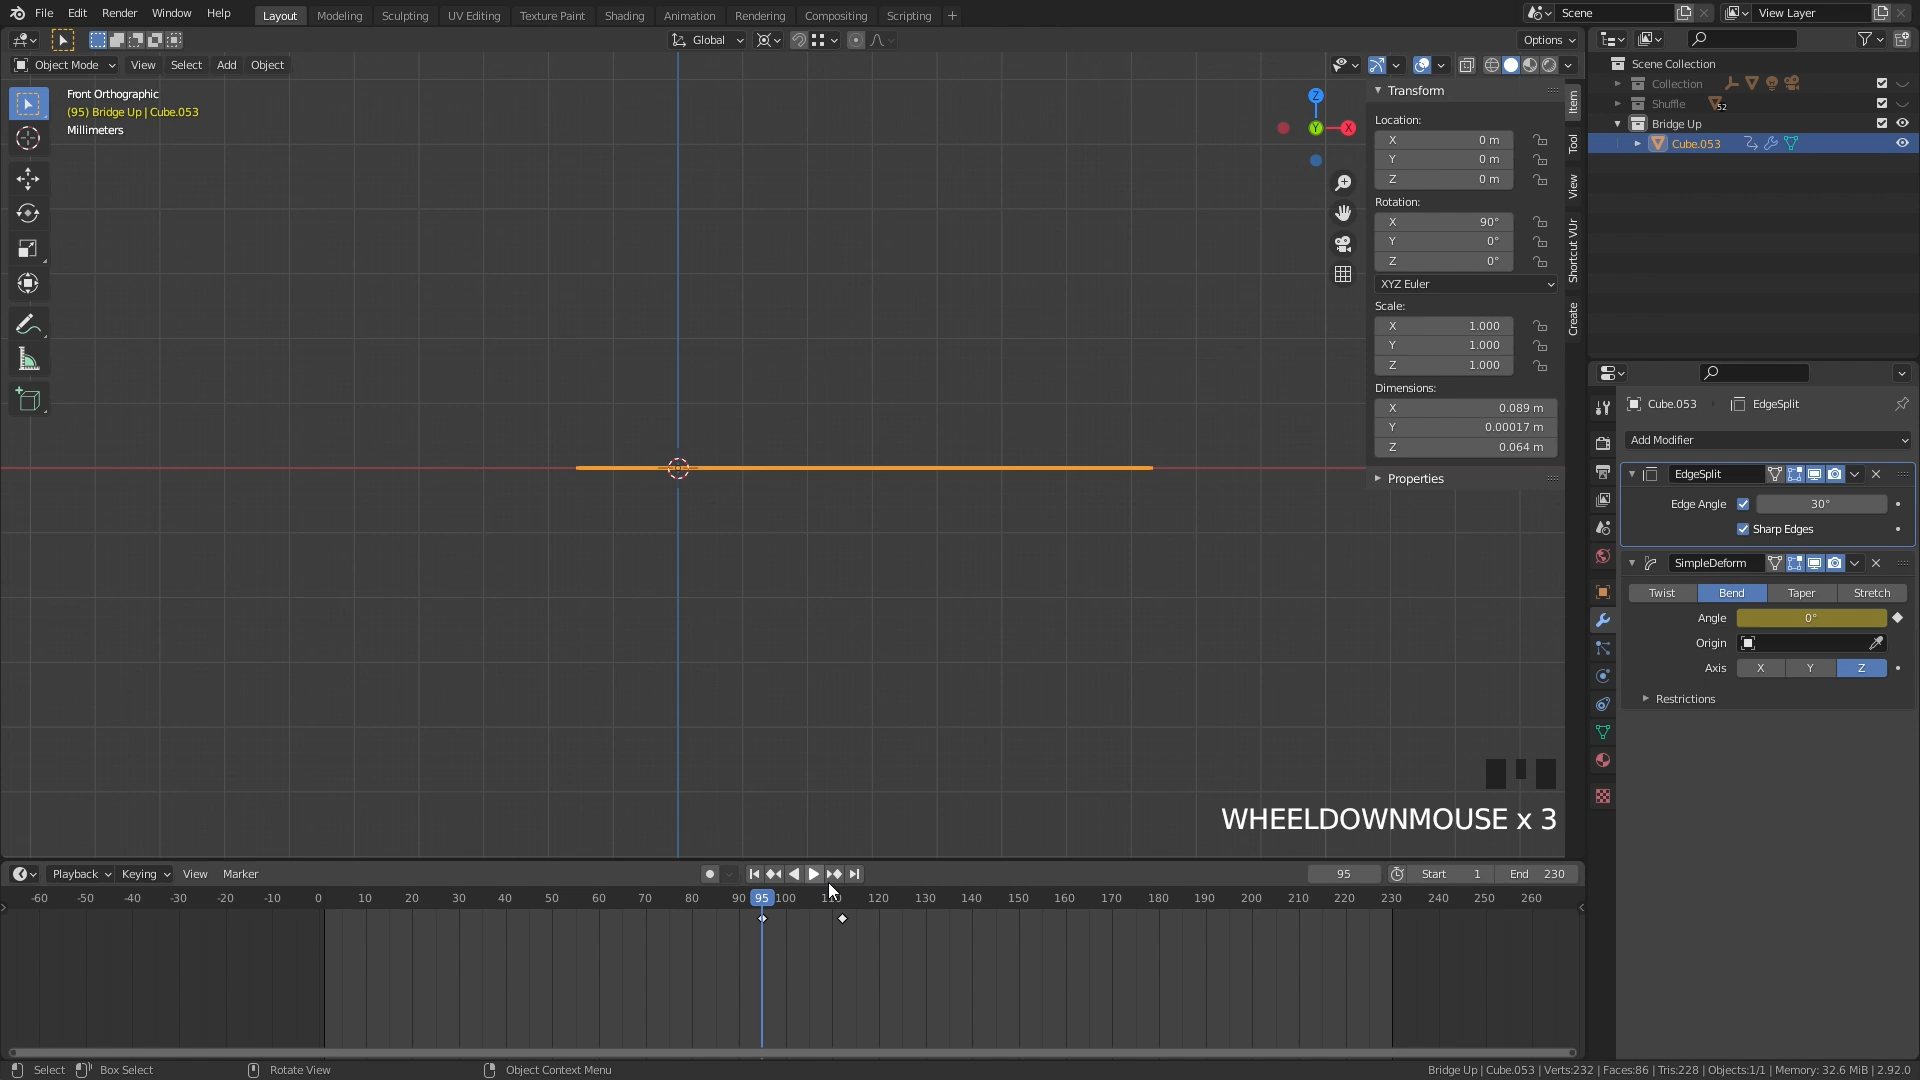 File Edit Render Window Help Layout Modeling Sculpting UV Editing Texture Paint Shading Animation Rendering Compositing Scripting + Scene View Layer
Global Options
Object Mode View Select Add Object
Front Orthographic
(95) Bridge Up | Cube.053
Millimeters
Z
Y
X
Transform
Location:
X 0 m
Y 0 m
Z 0 m
Rotation:
X 90°
Y 0°
Z 0°
XYZ Euler
Scale:
X 1.000
Y 1.000
Z 1.000
Dimensions:
X 0.089 m
Y 0.00017 m
Z 0.064 m
Properties
Item
Tool
View
Shortcut VUr
Create
Scene Collection
Collection
Shuffle 52
Bridge Up
Cube.053
Cube.053 EdgeSplit
Add Modifier
EdgeSplit
Edge Angle 30°
Sharp Edges
SimpleDeform
Twist Bend Taper Stretch
Angle 0°
Origin
Axis X Y Z
Restrictions
WHEELDOWNMOUSE x 3
Playback Keying View Marker 95 Start 1 End 230
-60 -50 -40 -30 -20 -10 0 10 20 30 40 50 60 70 80 90 95 100 120 130 140 150 160 170 180 190 200 210 220 230 240 250 260
Select Box Select Rotate View Object Context Menu Bridge Up | Cube.053 | Verts:232 | Faces:86 | Tris:228 | Objects:1/1 | Memory: 32.6 MiB | 2.92.0